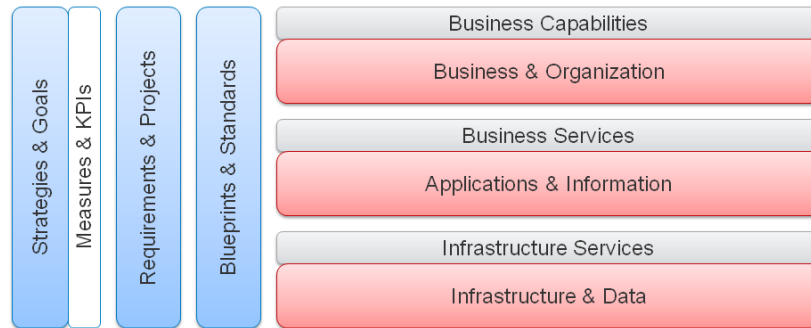 Strategies & Goals
Measures & KPIs
Requirements & Projects
Blueprints & Standards
Business Capabilities
Business & Organization
Business Services
Applications & Information
Infrastructure Services
Infrastructure & Data